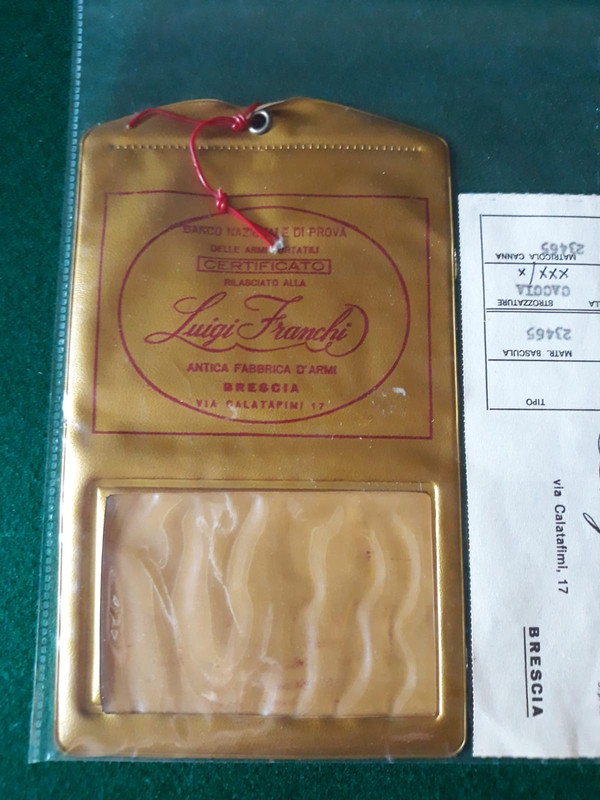 BANCO NAZIONALE DI PROVA
DELLE ARMI PORTATILI
CERTIFICATO
RILASCIATO ALLA
Luigi Franchi
ANTICA FABBRICA D'ARMI
BRESCIA
VIA CALATAFIMI 17
TIPO
MATR. BASCULA
23465
STROZZATURE
CACCIA
XXX / X
MATRICOLA CANNA
23465
via Calatafimi, 17
BRESCIA